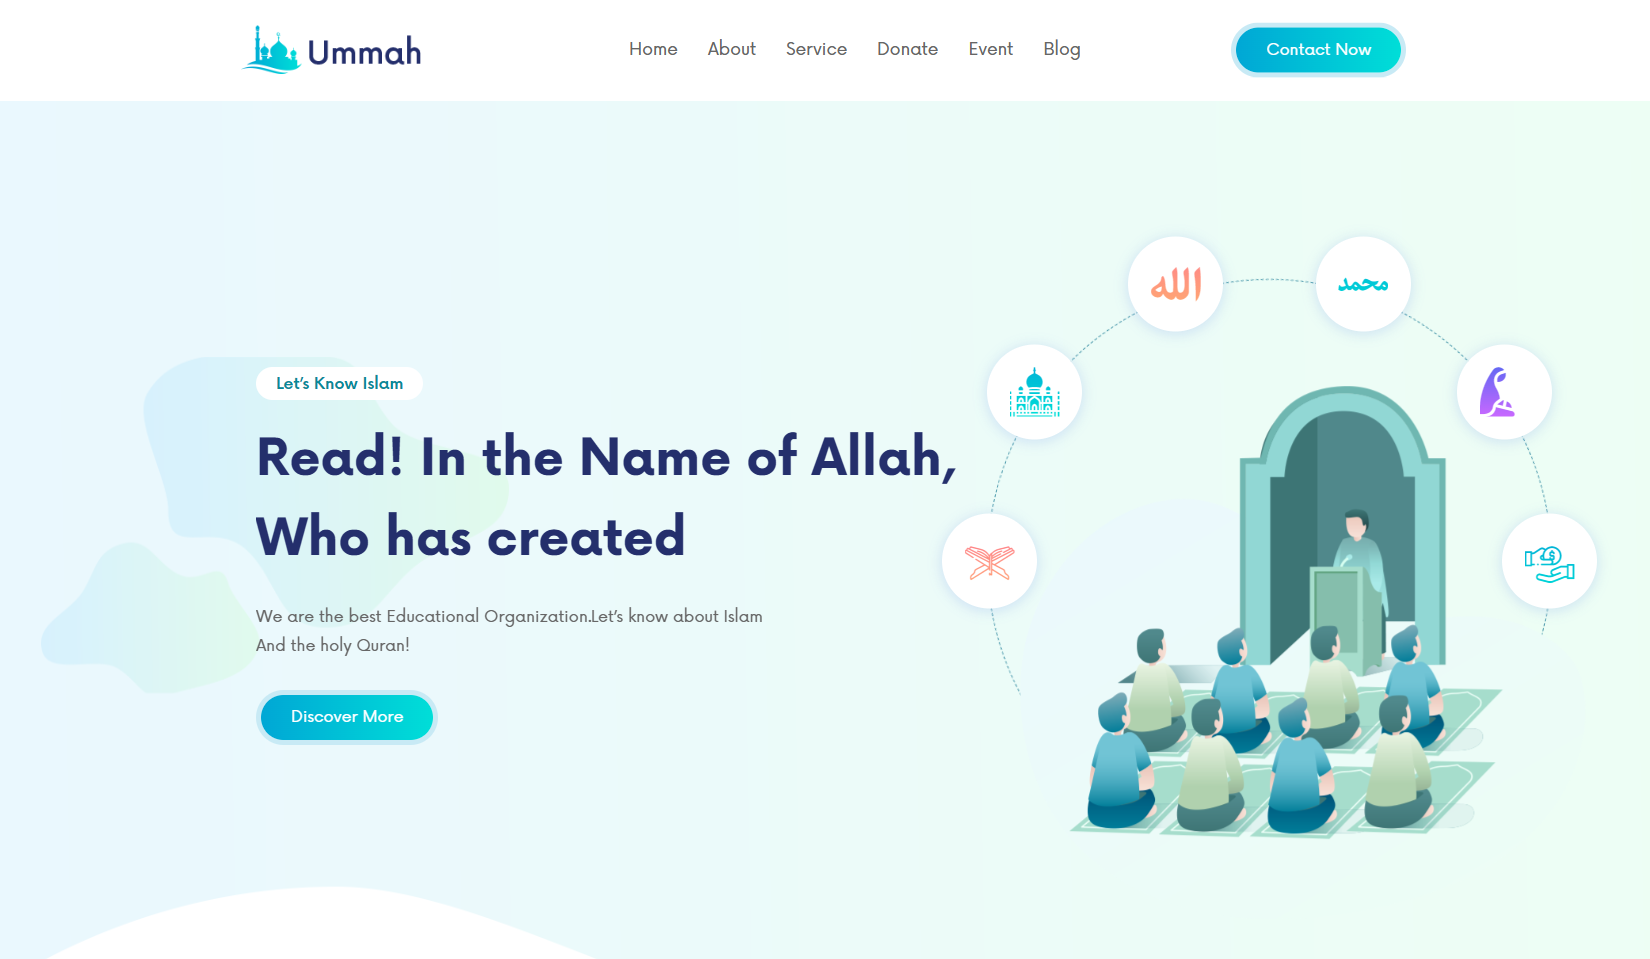 Ummah
Home About Service Donate Event Blog
Contact Now
الله
محمد
Let's Know Islam
Read! In the Name of Allah,
Who has created
We are the best Educational Organization.Let's know about Islam
And the holy Quran!
Discover More
$